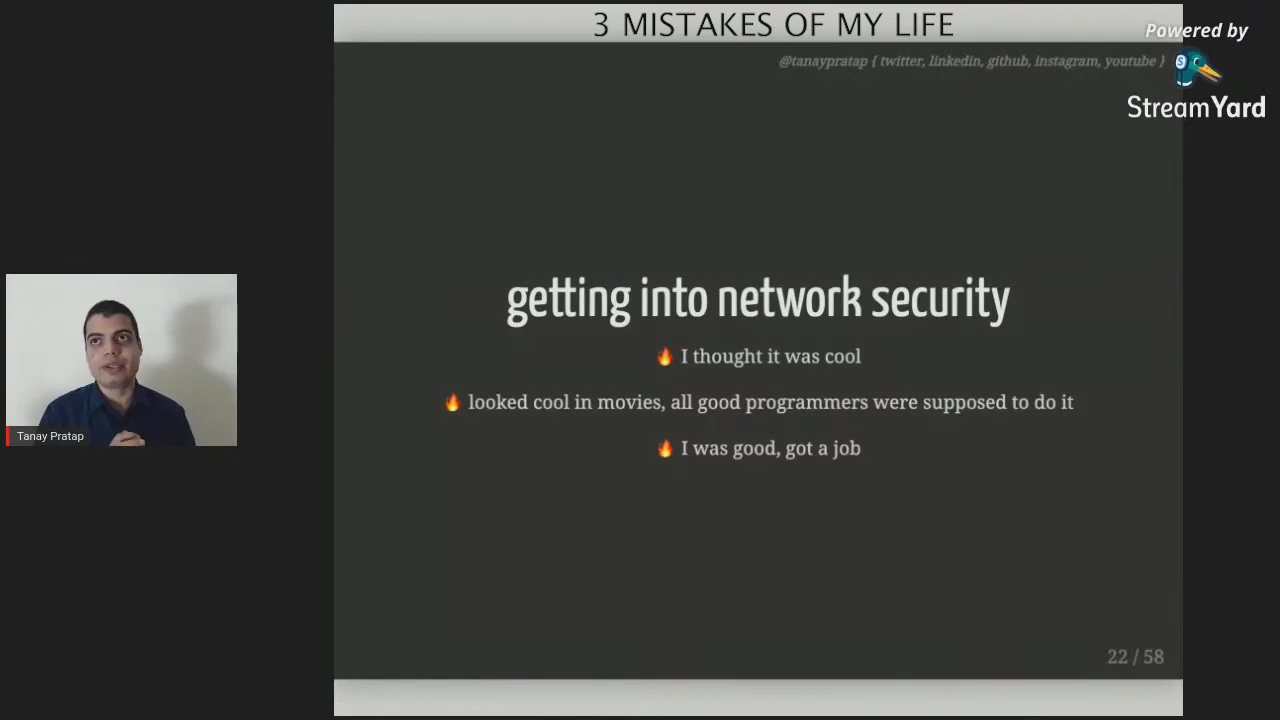 3 MISTAKES OF MY LIFE
Powered by
@tanaypratap { twitter, linkedin, github, instagram, youtube }
S
StreamYard
getting into network security
🔥 I thought it was cool
🔥 looked cool in movies, all good programmers were supposed to do it
🔥 I was good, got a job
Tanay Pratap
22 / 58